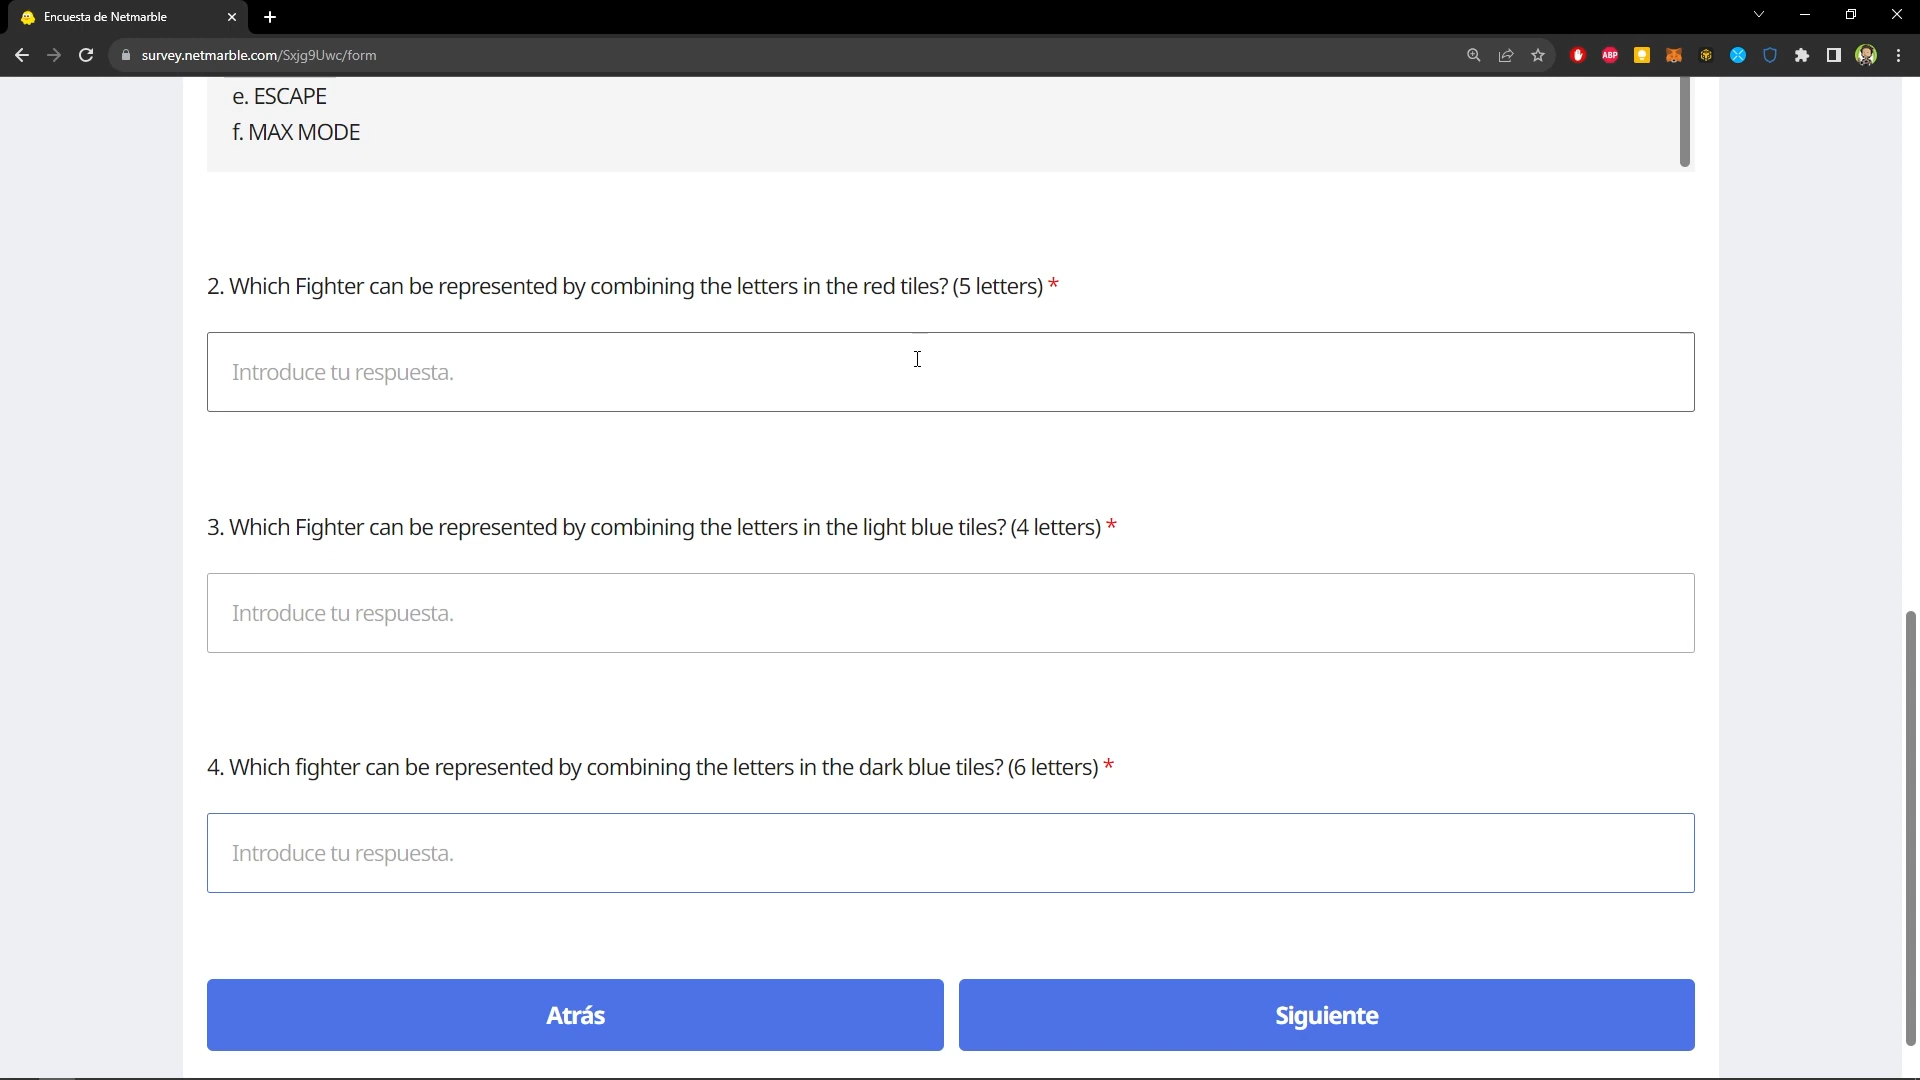 Encuesta de Netmarble
survey.netmarble.com/Sxjg9Uwc/form
ABP
e. ESCAPE
f. MAX MODE
2. Which Fighter can be represented by combining the letters in the red tiles? (5 letters) *
Introduce tu respuesta.
3. Which Fighter can be represented by combining the letters in the light blue tiles? (4 letters) *
Introduce tu respuesta.
4. Which fighter can be represented by combining the letters in the dark blue tiles? (6 letters) *
Introduce tu respuesta.
Atrás
Siguiente